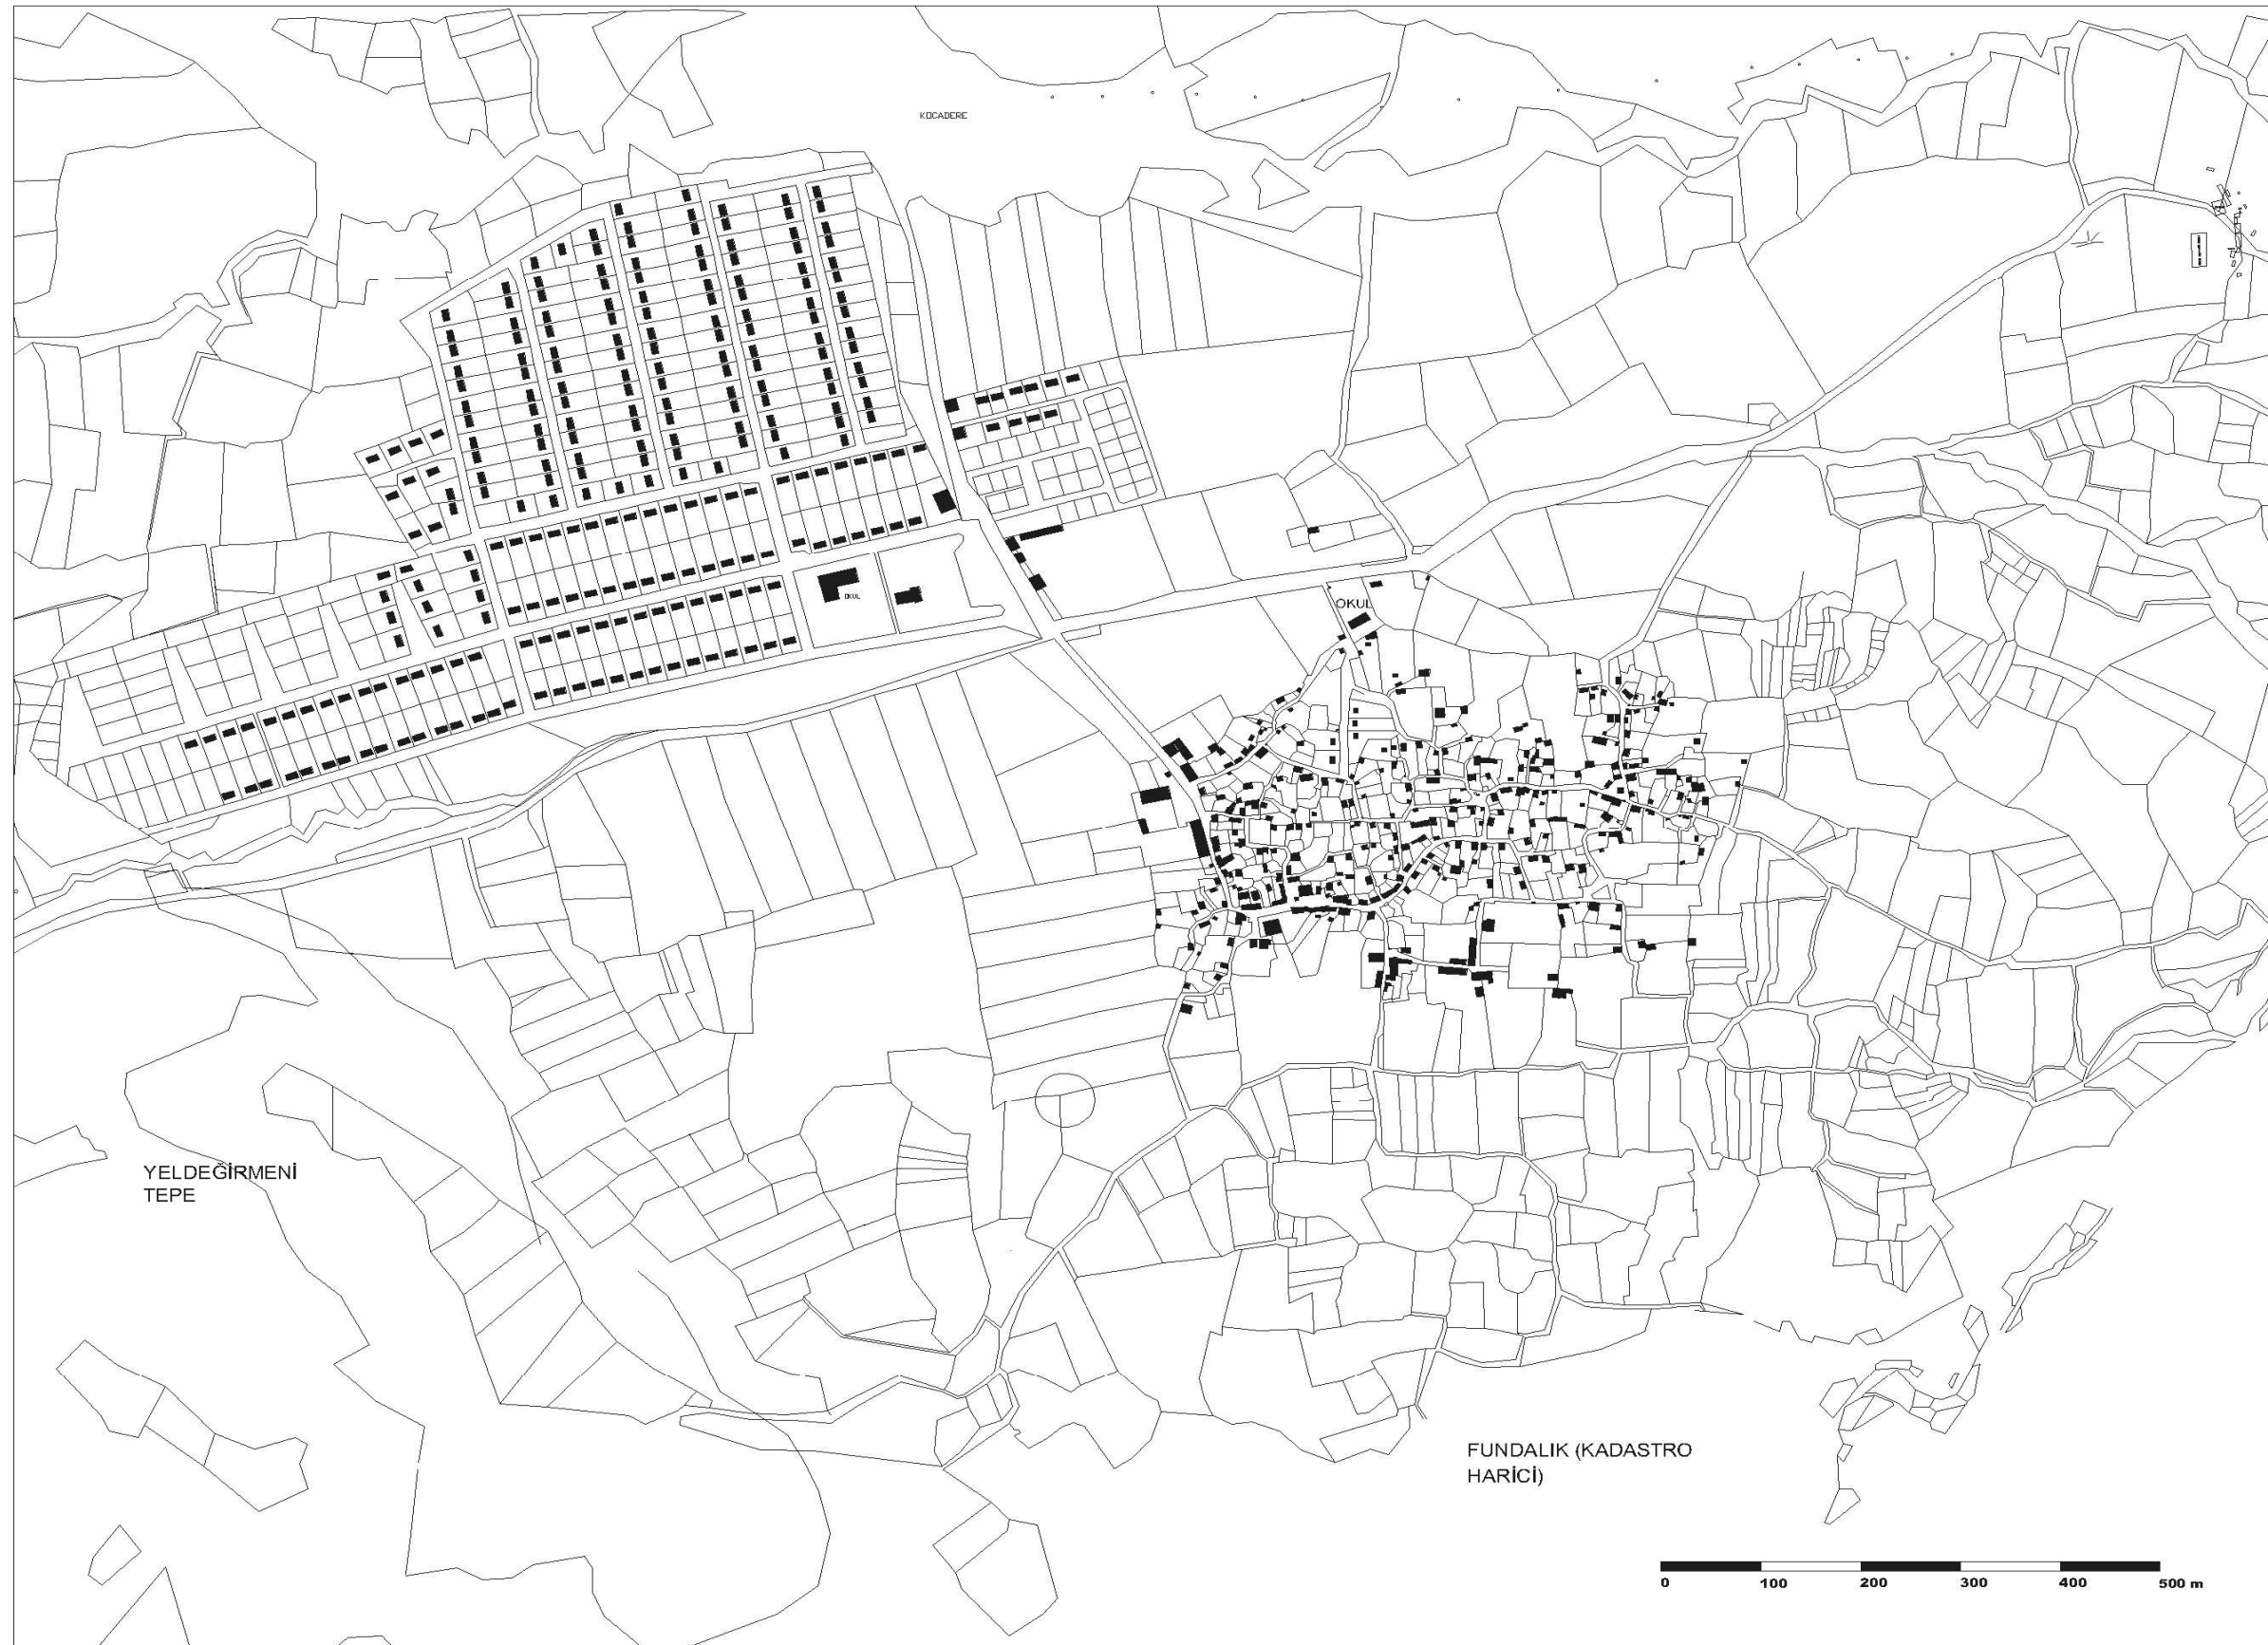 KOCADERE
OKUL
OKUL
YELDEĞİRMENİ
TEPE
FUNDALIK (KADASTRO
HARİCİ)
0 100 200 300 400 500 m